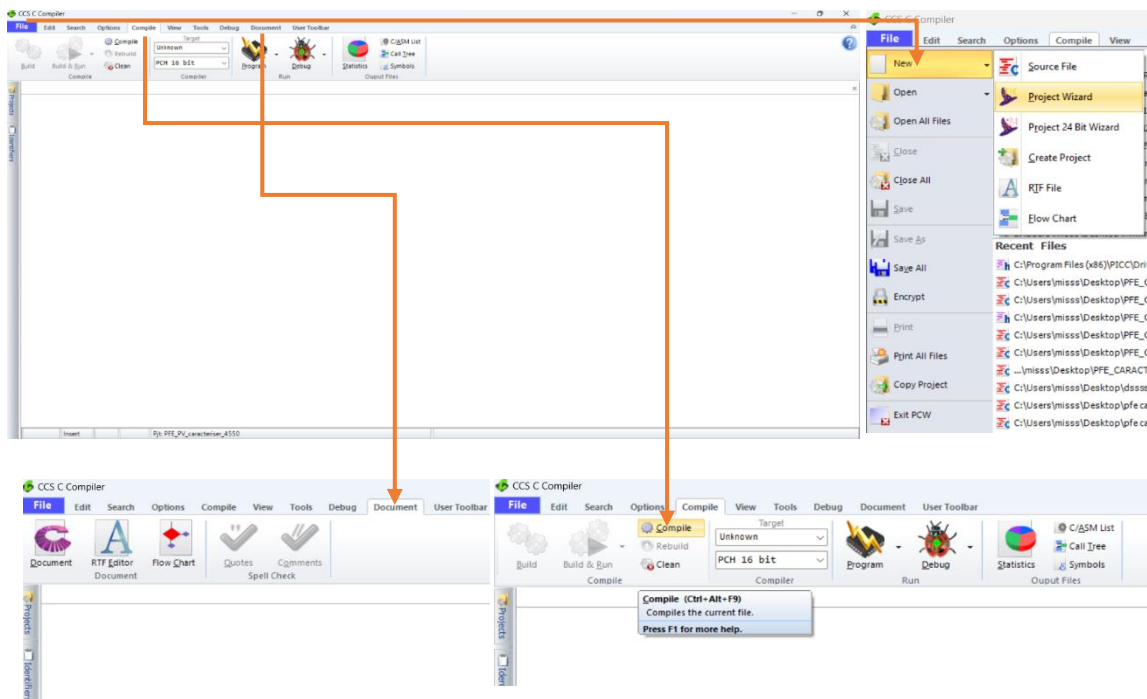 CCS C Compiler
File Edit Search Options Compile View Tools Debug Document User Toolbar
Build
Build & Run
Compile
Rebuild
Clean
Compile
Target
Unknown
PCH 16 bit
Compiler
Program
Debug
Run
Statistics
C/ASM List
Call Tree
Symbols
Ouput Files
Projects
Identifiers
Insert
Pjt: PFE_PV_caracteriser_4550
CCS C Compiler
File Edit Search Options Compile View
New
Open
Open All Files
Close
Close All
Save
Save As
Save All
Encrypt
Print
Print All Files
Copy Project
Exit PCW
Source File
Project Wizard
Project 24 Bit Wizard
Create Project
RTF File
Flow Chart
Recent Files
C:\Program Files (x86)\PICC\Dri
C:\Users\misss\Desktop\PFE_C
C:\Users\misss\Desktop\PFE_C
C:\Users\misss\Desktop\PFE_C
C:\Users\misss\Desktop\PFE_C
C:\Users\misss\Desktop\PFE_C
...\misss\Desktop\PFE_CARACT
C:\Users\misss\Desktop\dssss
C:\Users\misss\Desktop\pfe ca
C:\Users\misss\Desktop\pfe ca
CCS C Compiler
File Edit Search Options Compile View Tools Debug Document User Toolbar
Document
RTF Editor
Flow Chart
Document
Quotes
Comments
Spell Check
Projects
Identifiers
CCS C Compiler
File Edit Search Options Compile View Tools Debug Document User Toolbar
Build
Build & Run
Compile
Rebuild
Clean
Compile
Target
Unknown
PCH 16 bit
Compiler
Program
Debug
Run
Statistics
C/ASM List
Call Tree
Symbols
Ouput Files
Compile (Ctrl+Alt+F9)
Compiles the current file.
Press F1 for more help.
Projects
Iden